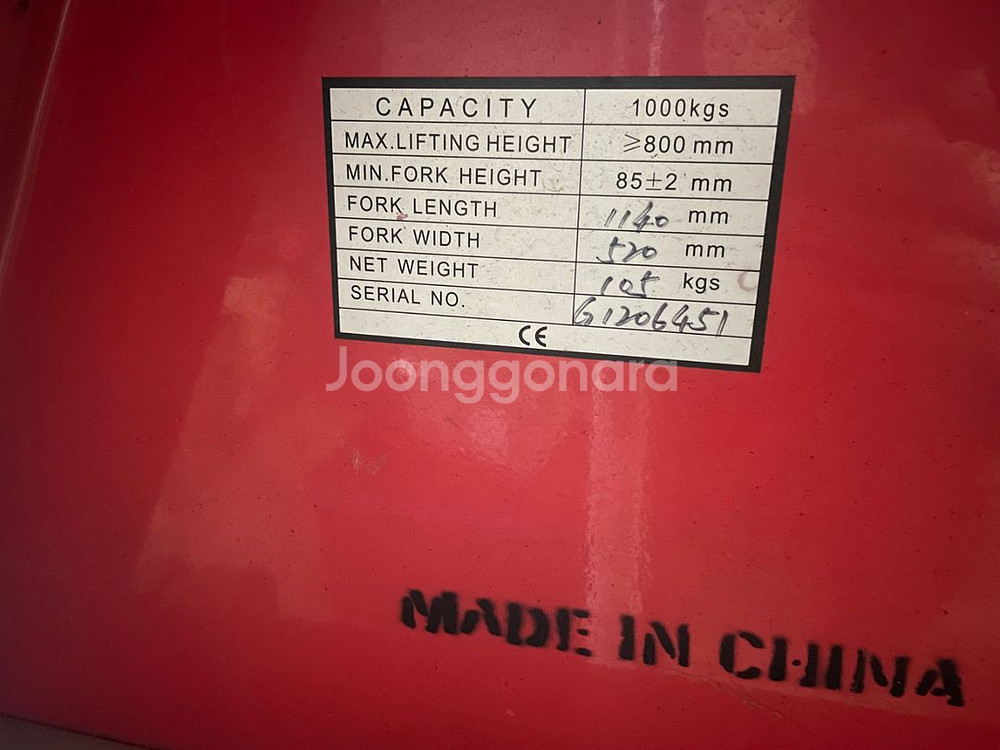 CAPACITY 1000kgs
MAX.LIFTING HEIGHT ≥800 mm
MIN.FORK HEIGHT 85±2 mm
FORK LENGTH 1140 mm
FORK WIDTH 520 mm
NET WEIGHT 105 kgs
SERIAL NO. G1206451
CE
Joonggonara
MADE IN CHINA